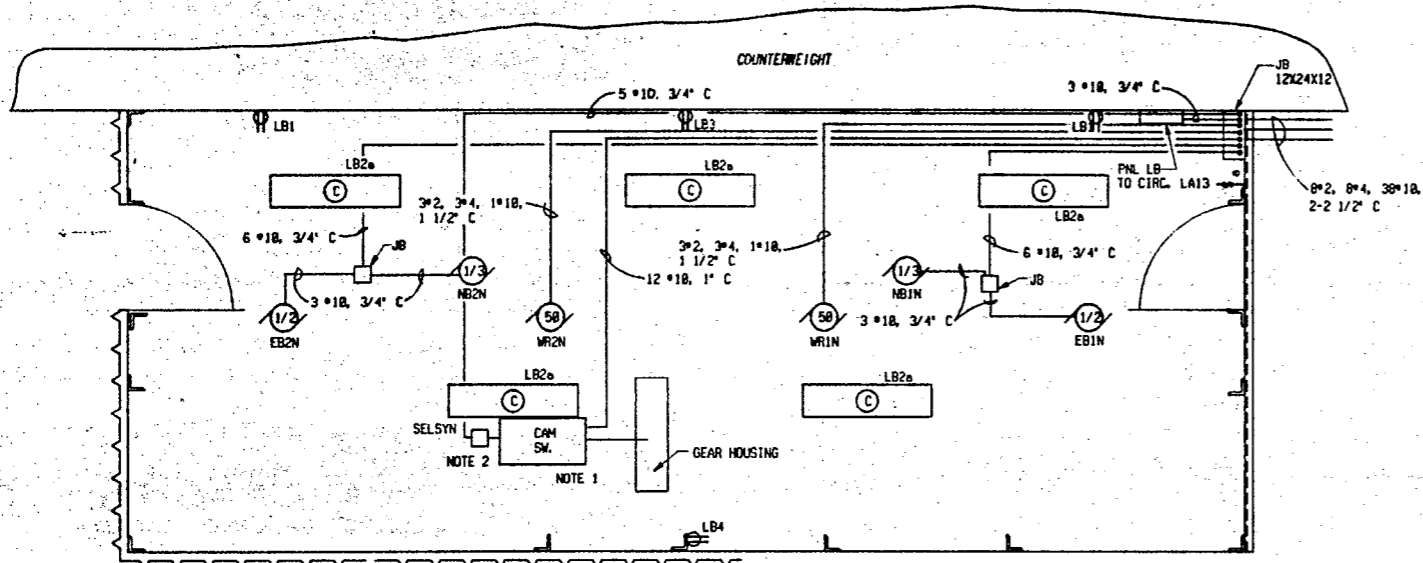 COUNTERWEIGHT
JB
12X24X12
5 #10, 3/4" C
3 #10, 3/4" C
LB1
LB3
LB1
PNL LB
TO CIRC. LA13
8#2, 8#4, 38#10,
2-2 1/2" C
LB2a
C
LB2a
C
C
LB2a
3#2, 3#4, 1#10,
1 1/2" C
6 #10, 3/4" C
JB
3#2, 3#4, 1#10,
1 1/2" C
12 #10, 1" C
6 #10, 3/4" C
JB
1/3
NB2N
1/3
NB1N
3 #10, 3/4" C
3 #10, 3/4" C
1/2
EB2N
50
WR2N
50
WR1N
1/2
EB1N
LB2a
C
LB2a
C
SELSYN
NOTE 2
CAM
SW.
NOTE 1
GEAR HOUSING
LB4